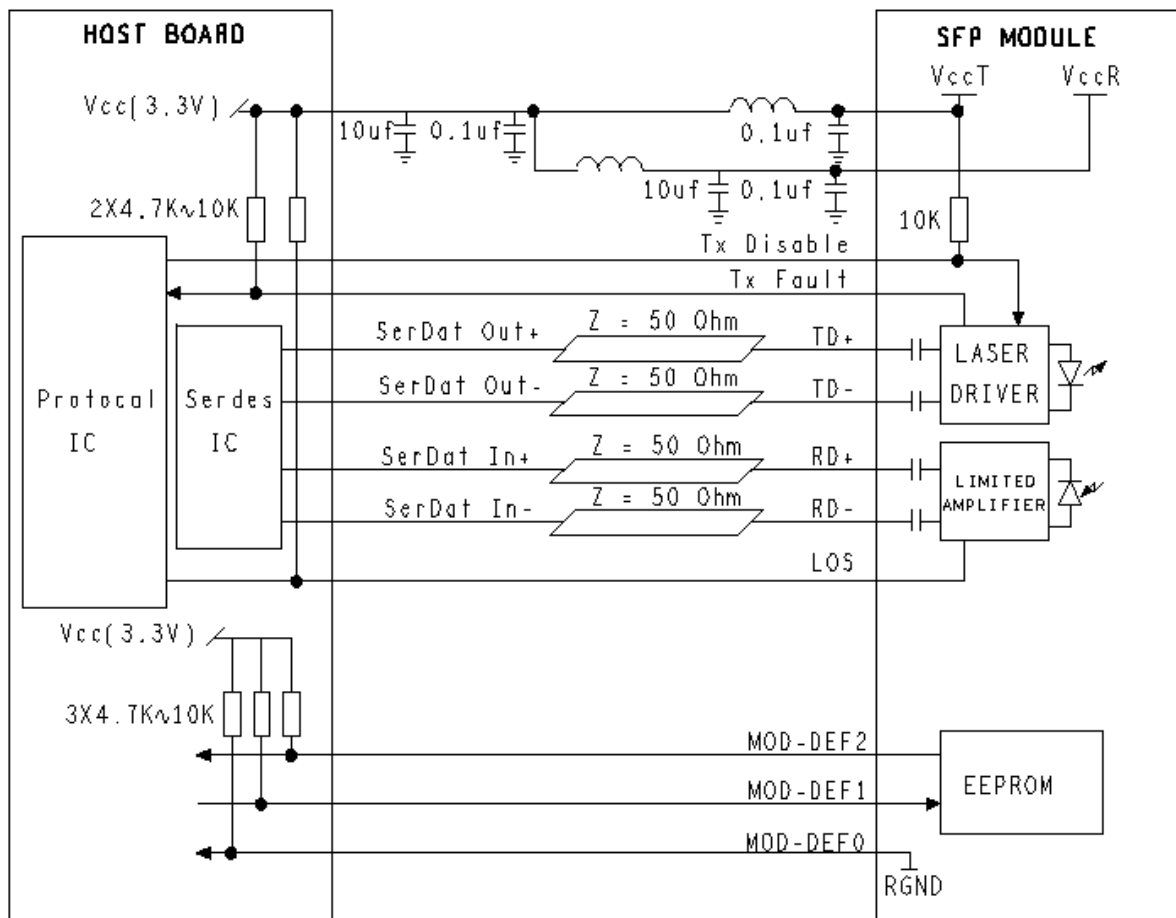 HOST BOARD
SFP MODULE
VccT
VccR
Vcc(3.3V)
10uf
0.1uf
0.1uf
10uf
0.1uf
2X4.7K∿10K
10K
Tx Disable
Tx Fault
SerDat Out+
Z = 50 Ohm
TD+
LASER
DRIVER
SerDat Out-
Z = 50 Ohm
TD-
Protocal
IC
Serdes
IC
SerDat In+
Z = 50 Ohm
RD+
LIMITED
AMPLIFIER
SerDat In-
Z = 50 Ohm
RD-
LOS
Vcc(3.3V)
3X4.7K∿10K
MOD-DEF2
MOD-DEF1
EEPROM
MOD-DEF0
RGND